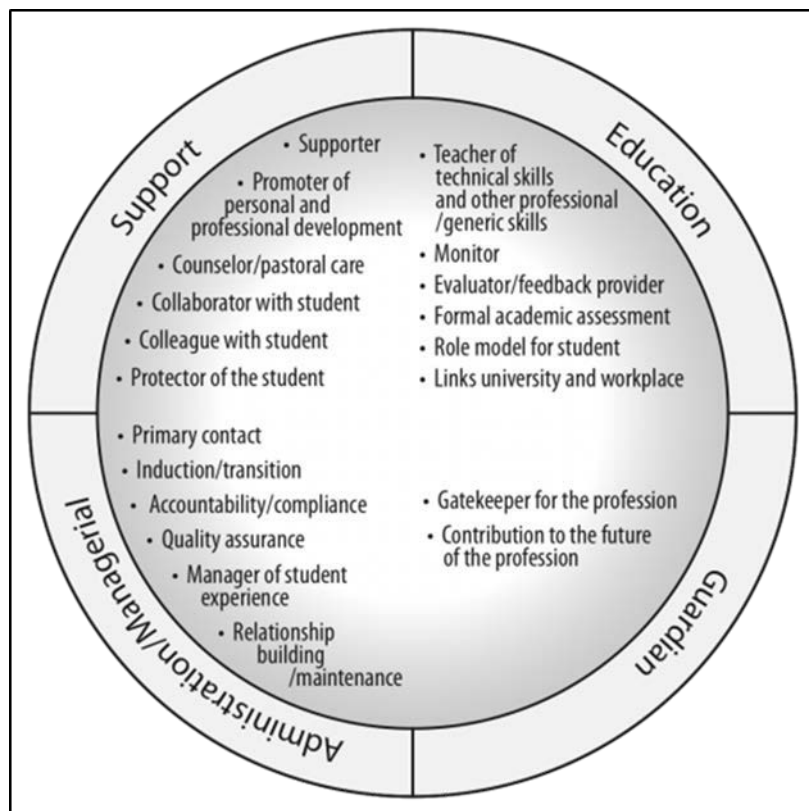 Support
• Supporter
• Promoter of
personal and
professional development
• Counselor/pastoral care
• Collaborator with student
• Colleague with student
• Protector of the student
Education
• Teacher of
technical skills
and other professional
/generic skills
• Monitor
• Evaluator/feedback provider
• Formal academic assessment
• Role model for student
• Links university and workplace
Administration/Managerial
• Primary contact
• Induction/transition
• Accountability/compliance
• Quality assurance
• Manager of student
experience
• Relationship
building
/maintenance
Guardian
• Gatekeeper for the profession
• Contribution to the future
of the profession